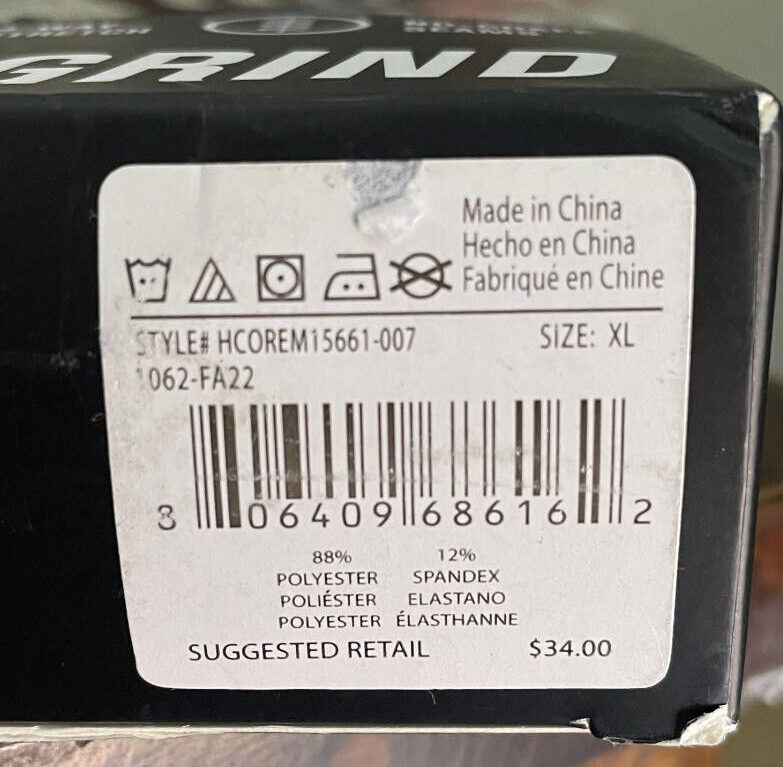 STRETCH
GRIND
Made in China
Hecho en China
Fabriqué en Chine
STYLE# HCOREM15661-007
SIZE: XL
1062-FA22
3 06409 68616 2
88% 12%
POLYESTER SPANDEX
POLIÉSTER ELASTANO
POLYESTER ÉLASTHANNE
SUGGESTED RETAIL $34.00